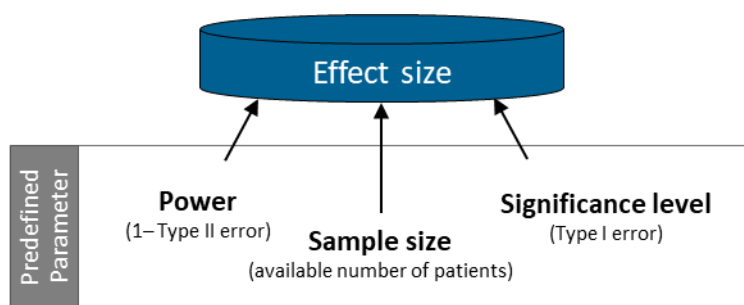 Effect size
Predefined
Parameter
Power
(1– Type II error)
Sample size
(available number of patients)
Significance level
(Type I error)